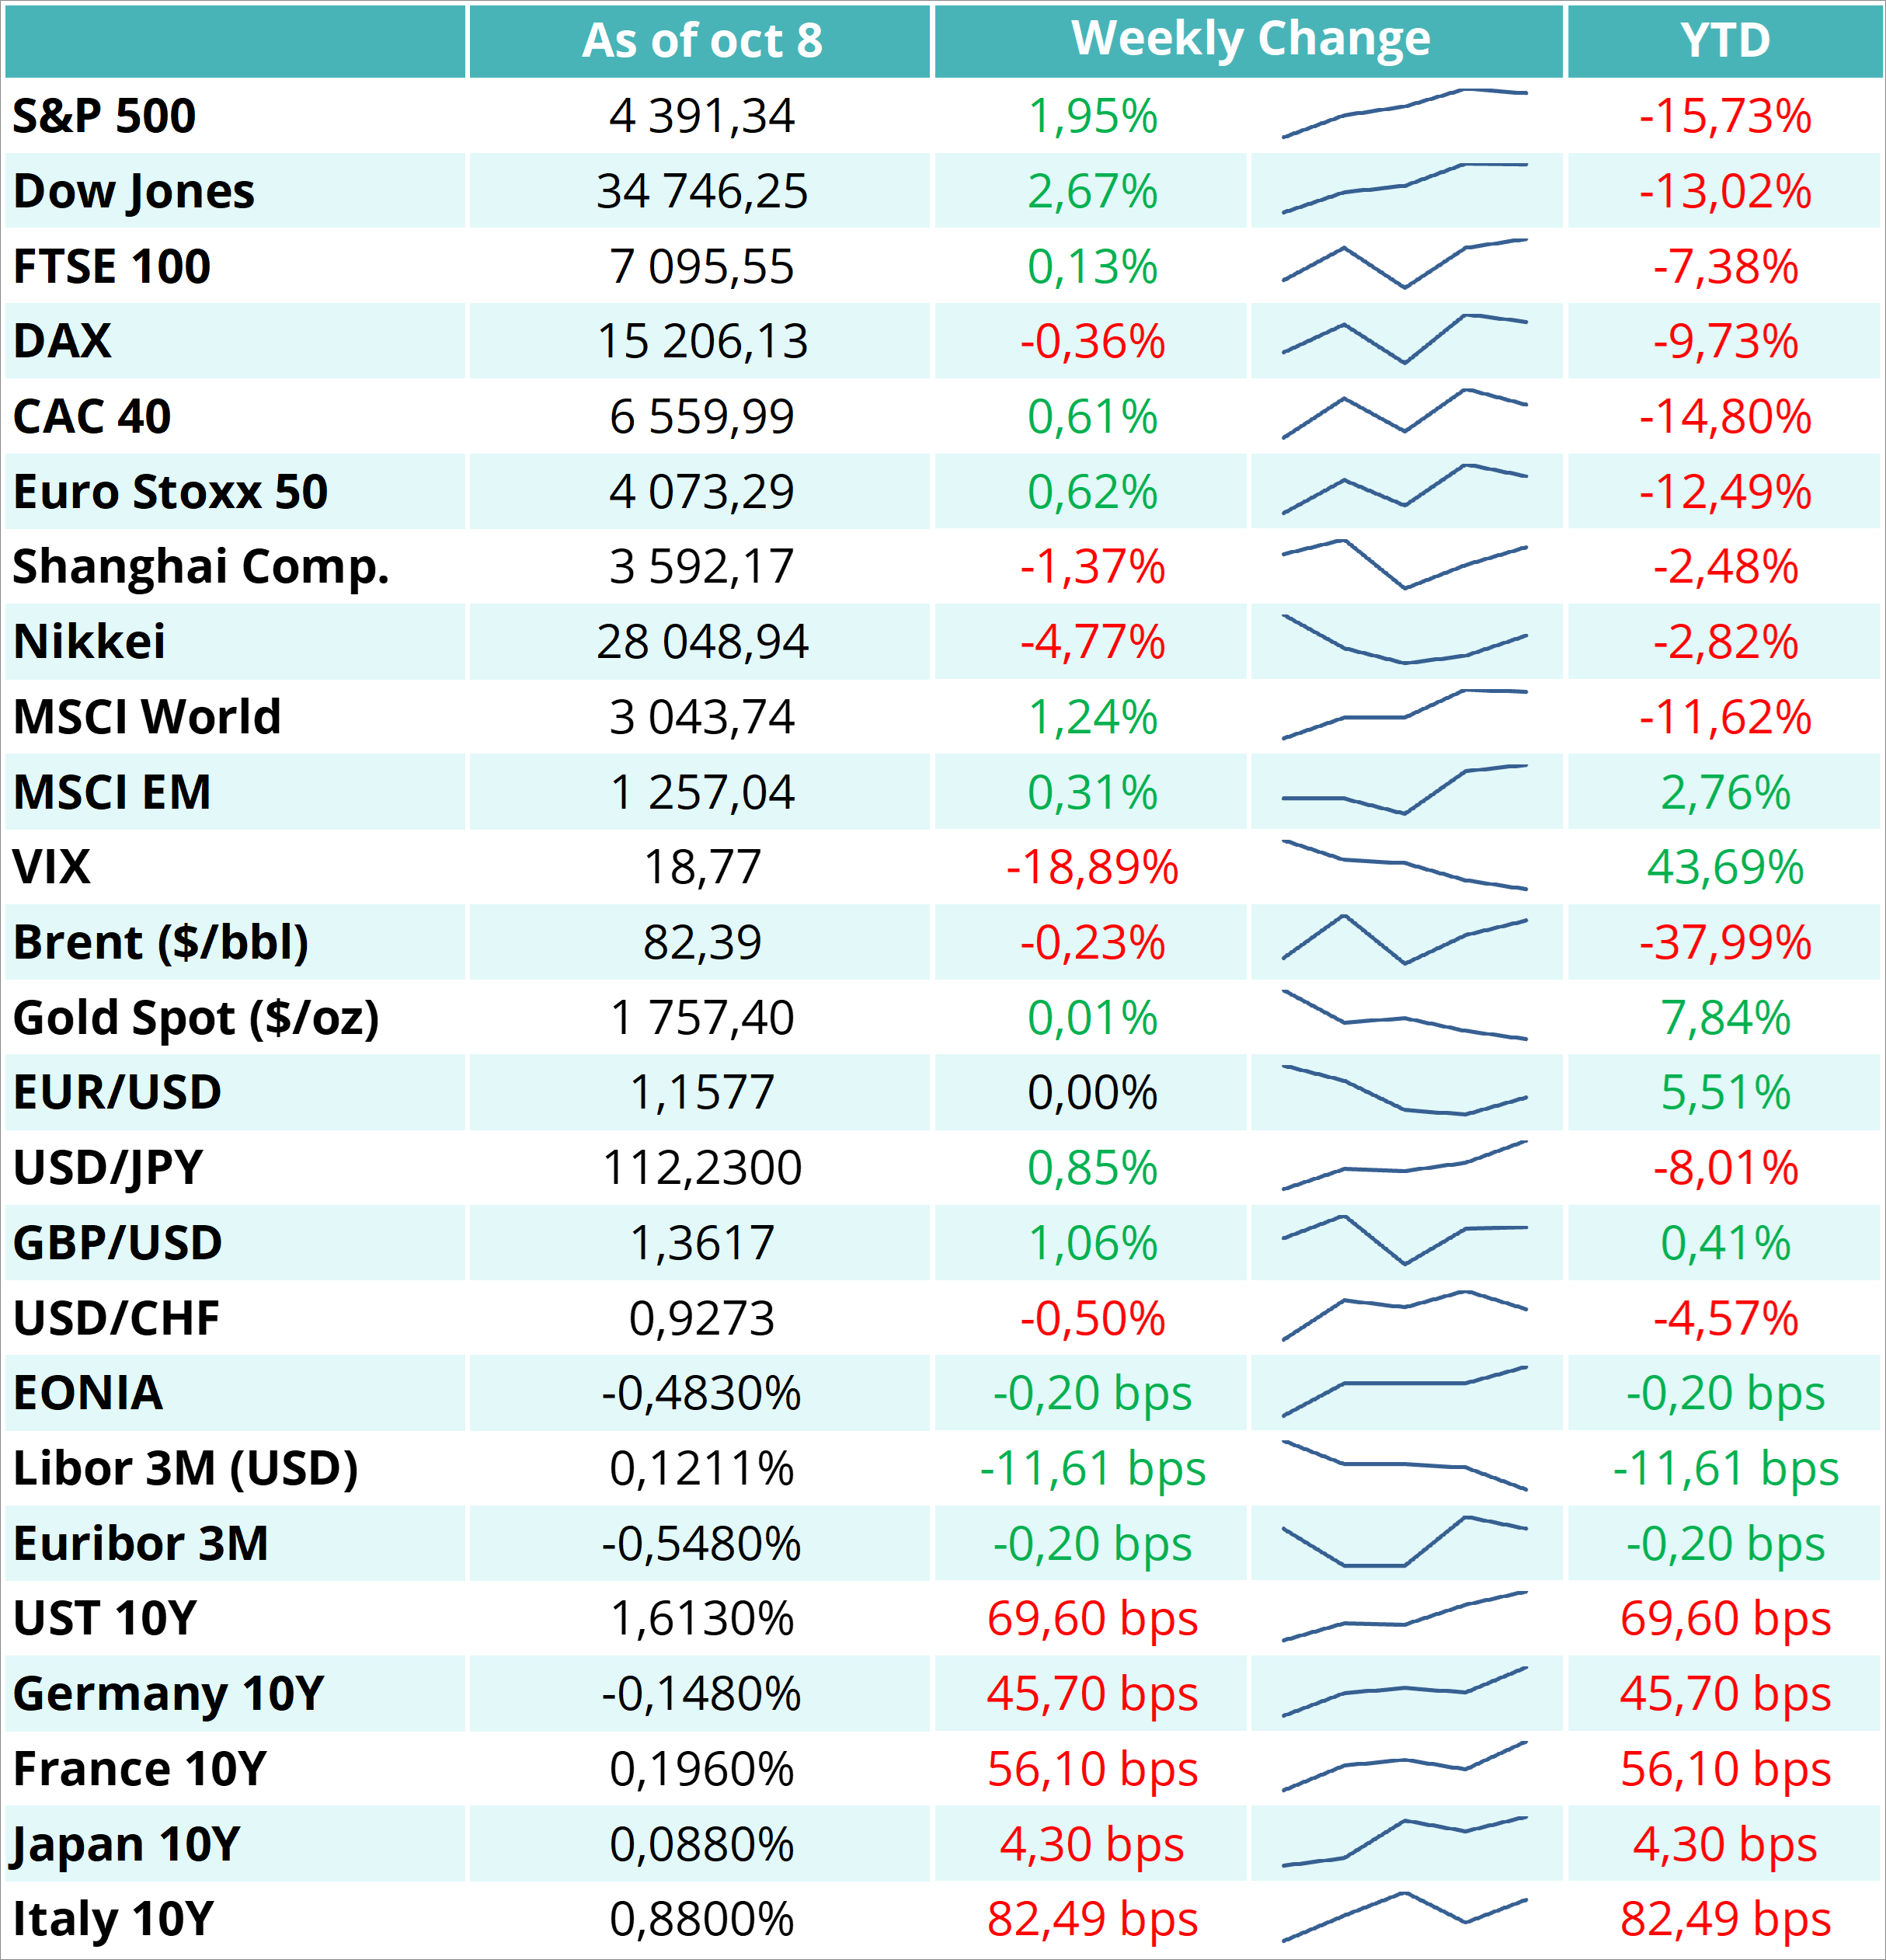 As of oct 8 Weekly Change YTD
S&P 500 4 391,34 1,95% -15,73%
Dow Jones 34 746,25 2,67% -13,02%
FTSE 100 7 095,55 0,13% -7,38%
DAX 15 206,13 -0,36% -9,73%
CAC 40 6 559,99 0,61% -14,80%
Euro Stoxx 50 4 073,29 0,62% -12,49%
Shanghai Comp. 3 592,17 -1,37% -2,48%
Nikkei 28 048,94 -4,77% -2,82%
MSCI World 3 043,74 1,24% -11,62%
MSCI EM 1 257,04 0,31% 2,76%
VIX 18,77 -18,89% 43,69%
Brent ($/bbl) 82,39 -0,23% -37,99%
Gold Spot ($/oz) 1 757,40 0,01% 7,84%
EUR/USD 1,1577 0,00% 5,51%
USD/JPY 112,2300 0,85% -8,01%
GBP/USD 1,3617 1,06% 0,41%
USD/CHF 0,9273 -0,50% -4,57%
EONIA -0,4830% -0,20 bps -0,20 bps
Libor 3M (USD) 0,1211% -11,61 bps -11,61 bps
Euribor 3M -0,5480% -0,20 bps -0,20 bps
UST 10Y 1,6130% 69,60 bps 69,60 bps
Germany 10Y -0,1480% 45,70 bps 45,70 bps
France 10Y 0,1960% 56,10 bps 56,10 bps
Japan 10Y 0,0880% 4,30 bps 4,30 bps
Italy 10Y 0,8800% 82,49 bps 82,49 bps